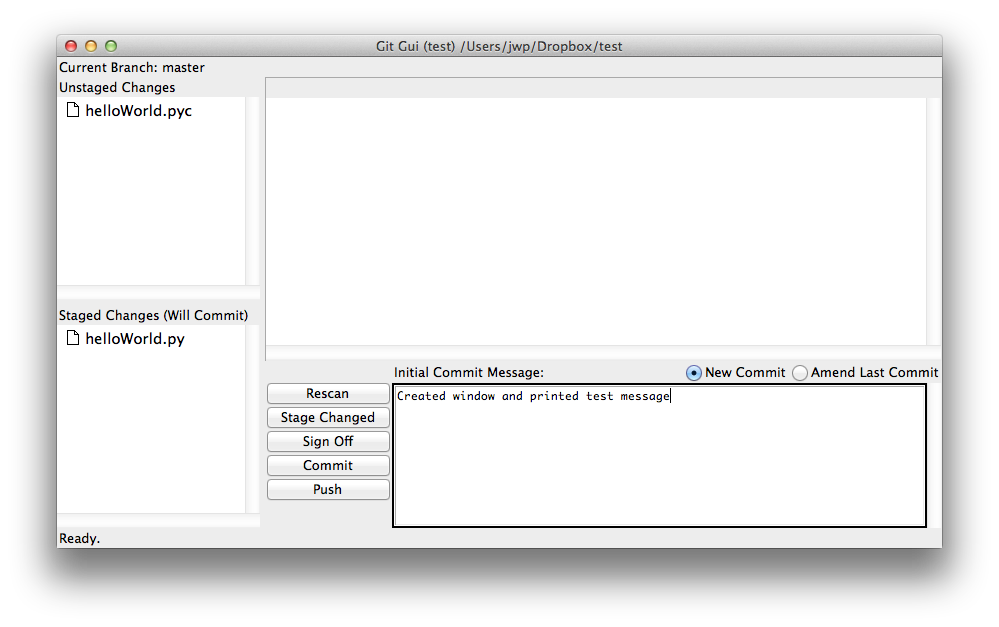 Git Gui (test) /Users/jwp/Dropbox/test
Current Branch: master
Unstaged Changes
helloWorld.pyc
Staged Changes (Will Commit)
helloWorld.py
Initial Commit Message:
New Commit
Amend Last Commit
Rescan
Stage Changed
Sign Off
Commit
Push
Created window and printed test message
Ready.